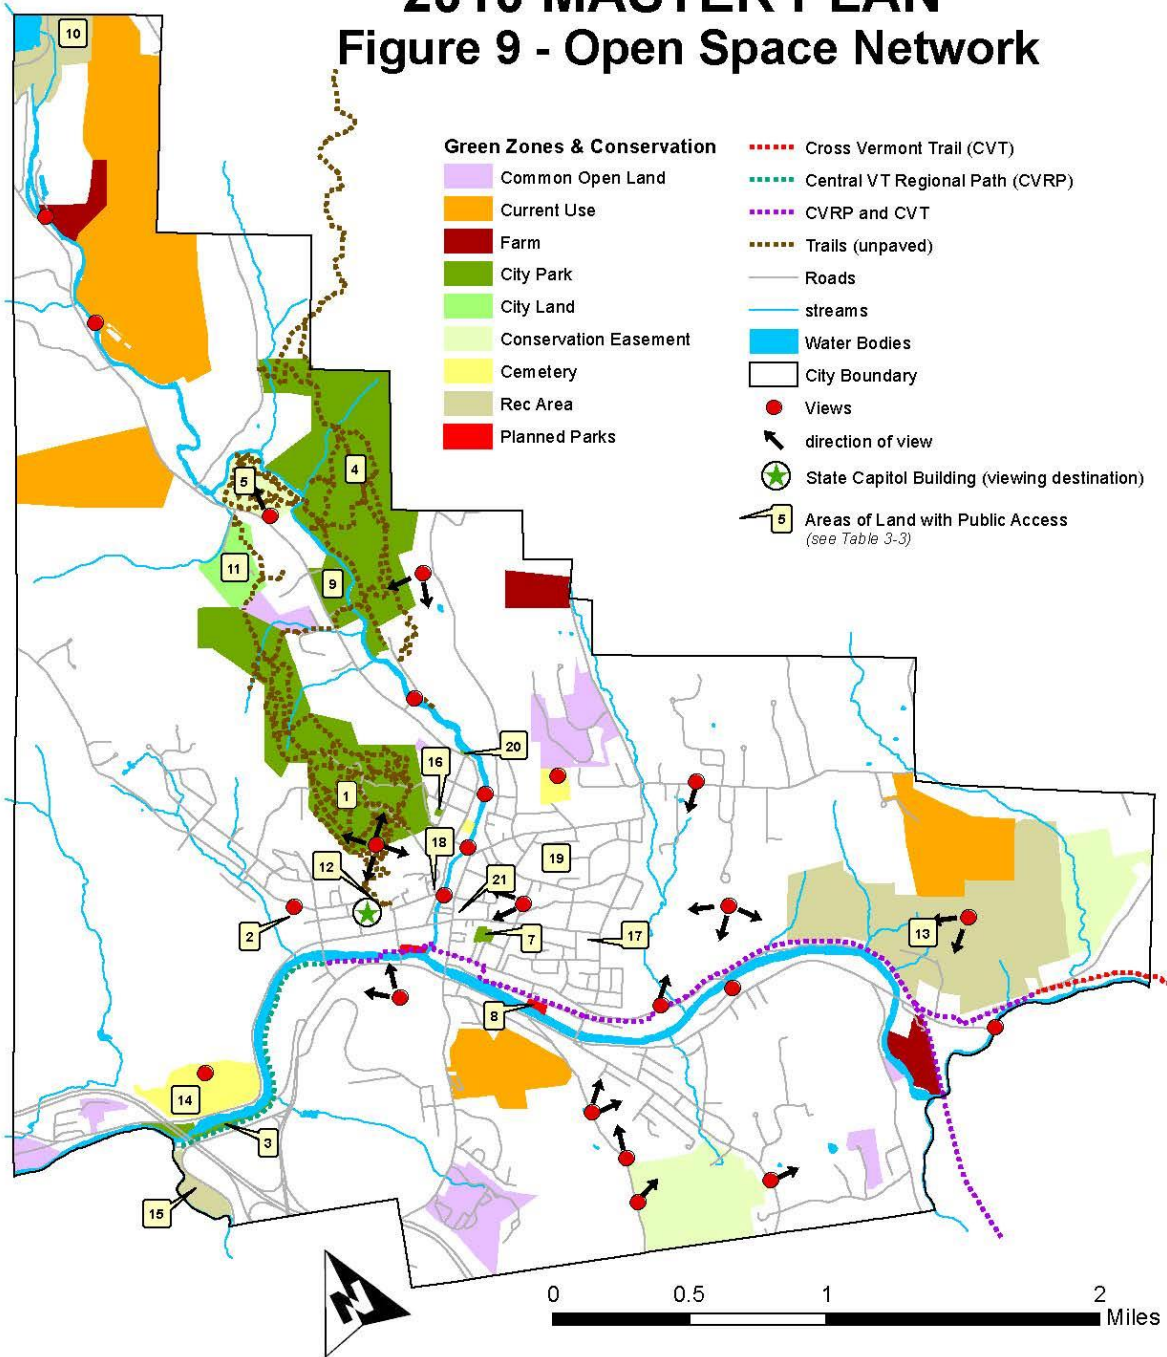 2010 MASTER PLAN
Figure 9 - Open Space Network
Green Zones & Conservation
Common Open Land
Current Use
Farm
City Park
City Land
Conservation Easement
Cemetery
Rec Area
Planned Parks
Cross Vermont Trail (CVT)
Central VT Regional Path (CVRP)
CVRP and CVT
Trails (unpaved)
Roads
streams
Water Bodies
City Boundary
Views
direction of view
State Capitol Building (viewing destination)
5
Areas of Land with Public Access
(see Table 3-3)
10
4
5
11
9
20
16
1
18
19
12
21
2
7
17
13
8
14
3
15
N
0
0.5
1
2
Miles